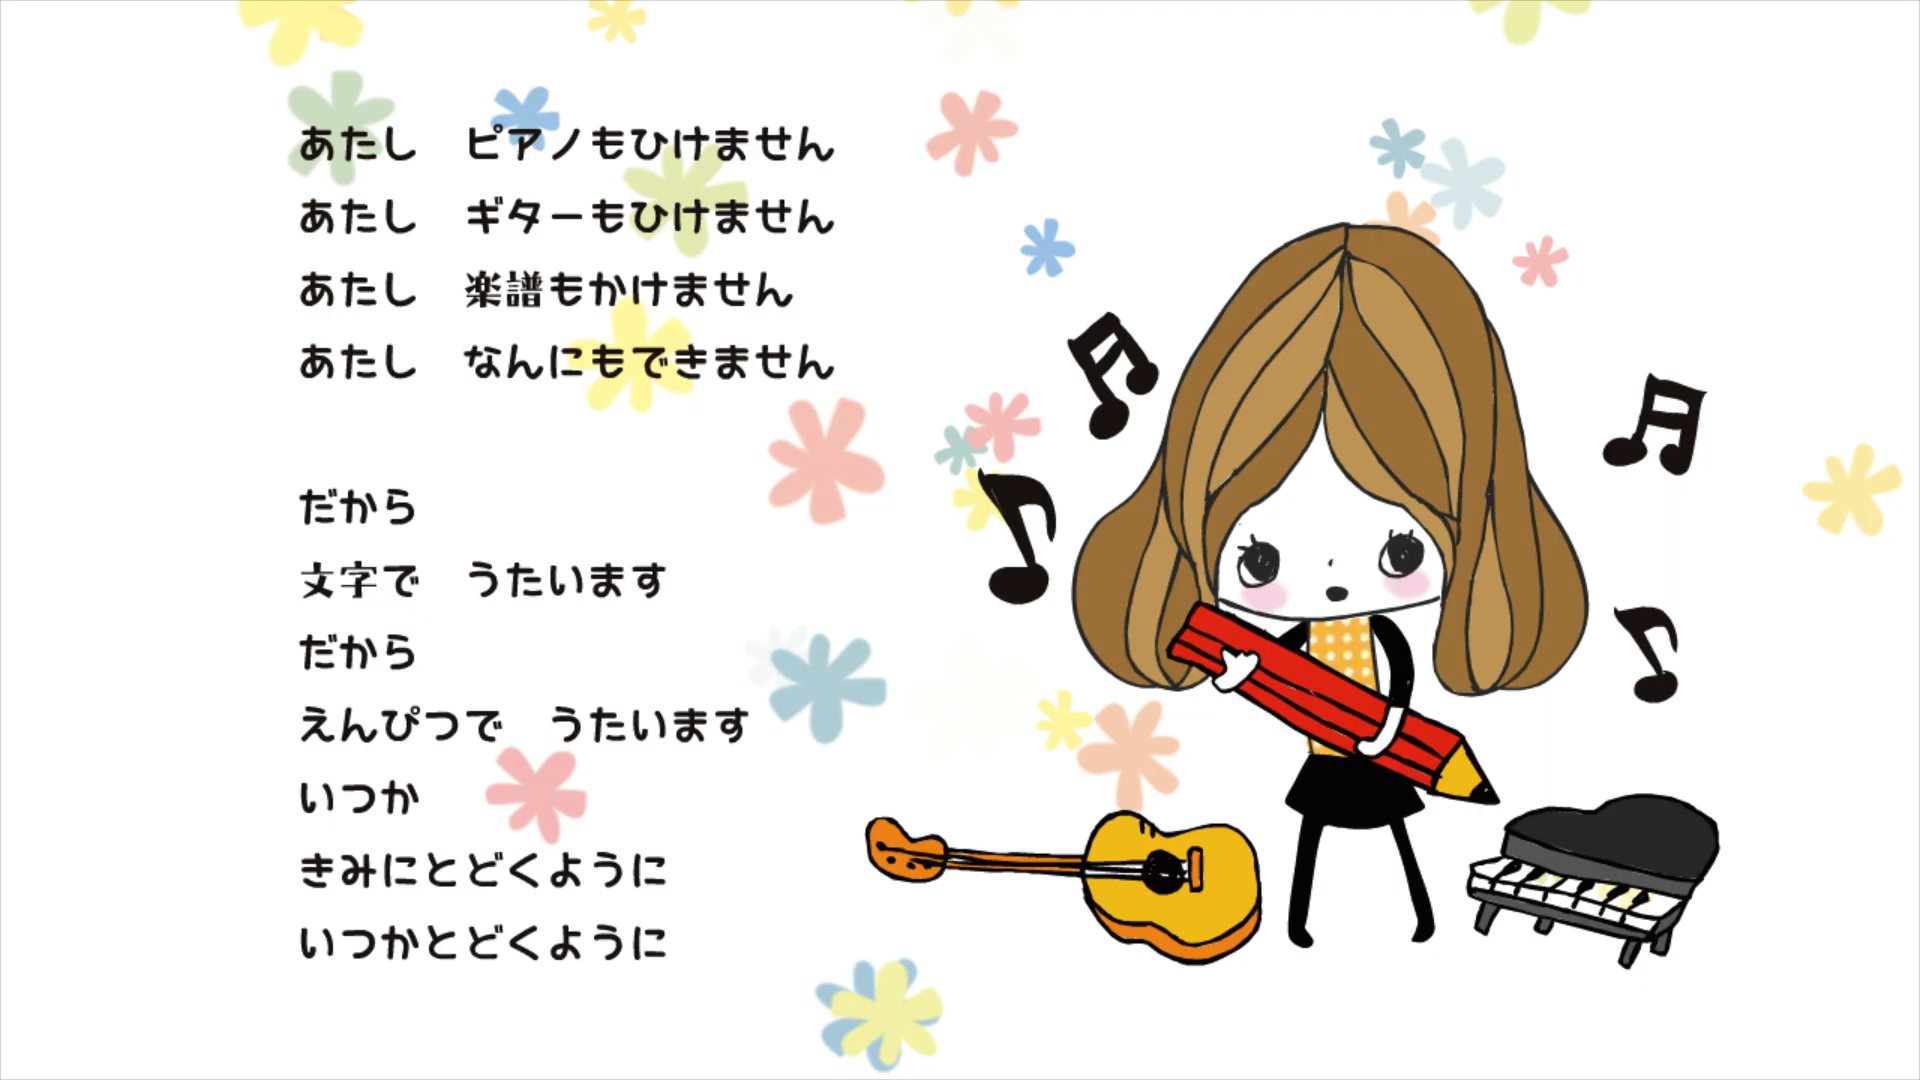 あたし　ピアノもひけません
あたし　ギターもひけません
あたし　楽譜もかけません
あたし　なんにもできません
だから
文字で　うたいます
だから
えんぴつで　うたいます
いつか
きみにとどくように
いつかとどくように